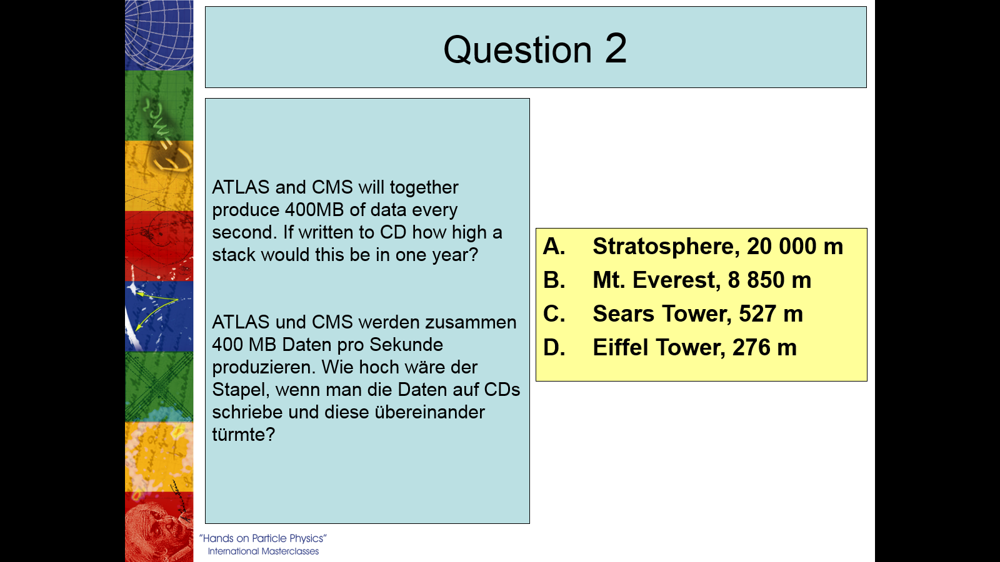 Question 2
ATLAS and CMS will together
produce 400MB of data every
second. If written to CD how high a
stack would this be in one year?
ATLAS und CMS werden zusammen
400 MB Daten pro Sekunde
produzieren. Wie hoch wäre der
Stapel, wenn man die Daten auf CDs
schriebe und diese übereinander
türmte?
A. Stratosphere, 20 000 m
B. Mt. Everest, 8 850 m
C. Sears Tower, 527 m
D. Eiffel Tower, 276 m
"Hands on Particle Physics"
International Masterclasses